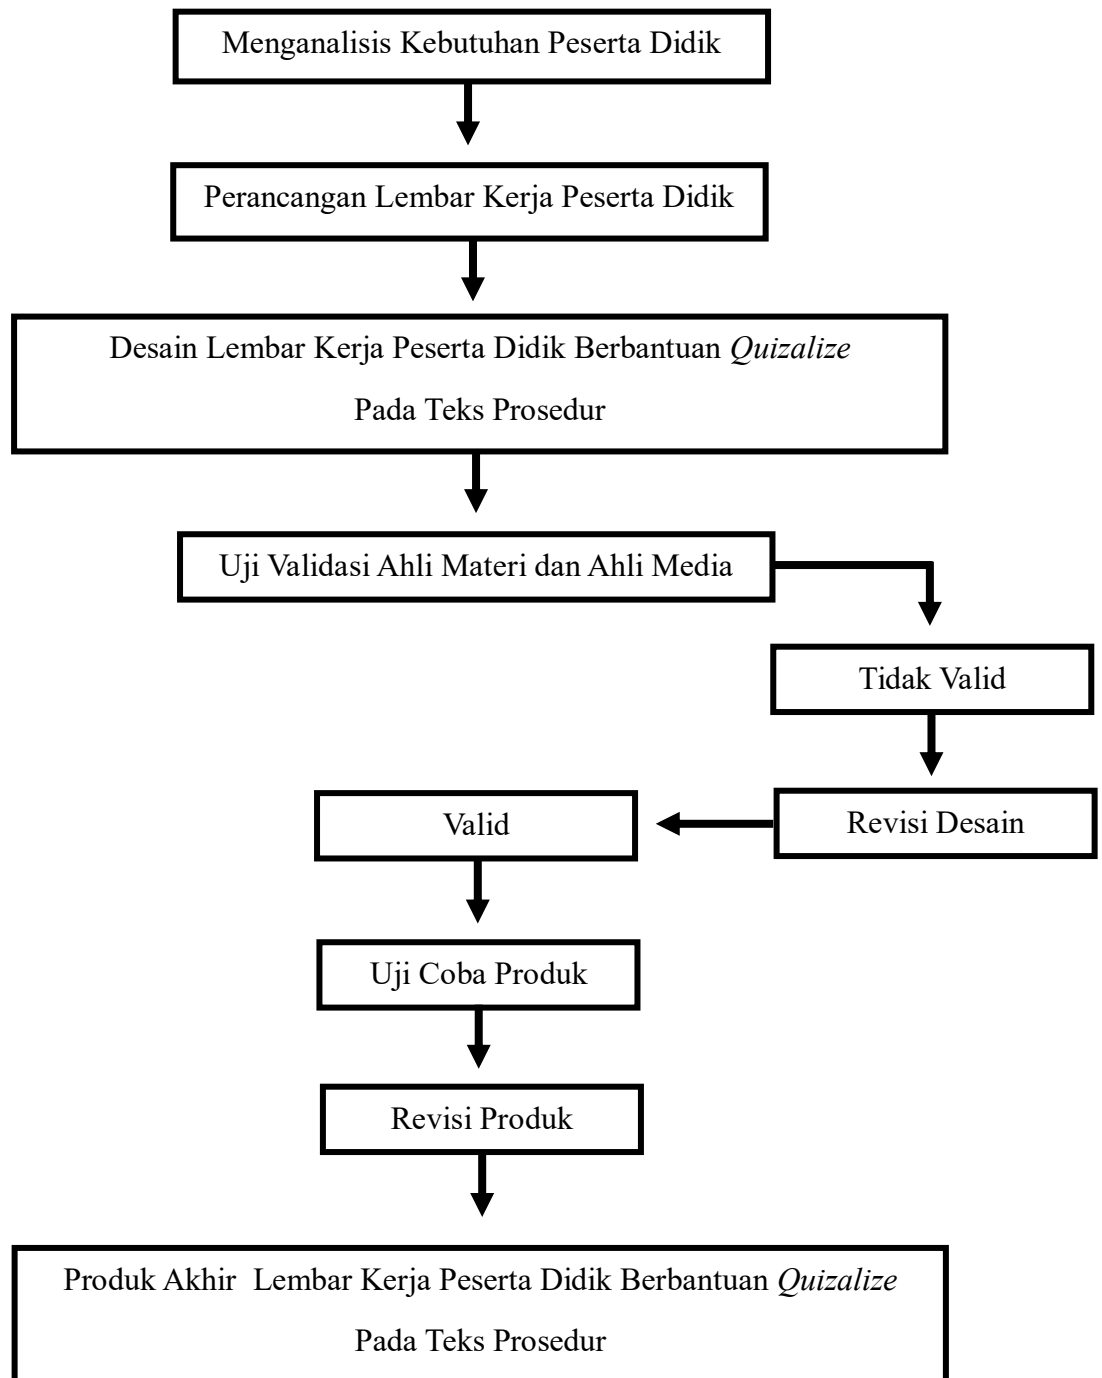 Menganalisis Kebutuhan Peserta Didik
Perancangan Lembar Kerja Peserta Didik
Desain Lembar Kerja Peserta Didik Berbantuan Quizalize
Pada Teks Prosedur
Uji Validasi Ahli Materi dan Ahli Media
Tidak Valid
Revisi Desain
Valid
Uji Coba Produk
Revisi Produk
Produk Akhir  Lembar Kerja Peserta Didik Berbantuan Quizalize
Pada Teks Prosedur